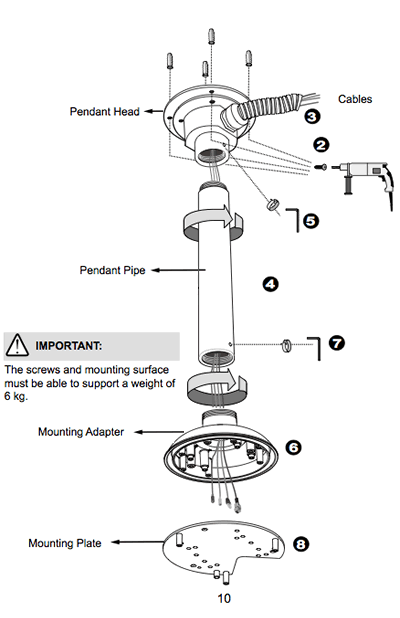 Pendant Head
Cables
3
2
5
Pendant Pipe
4
7
IMPORTANT:
The screws and mounting surface
must be able to support a weight of
6 kg.
Mounting Adapter
6
Mounting Plate
8
10